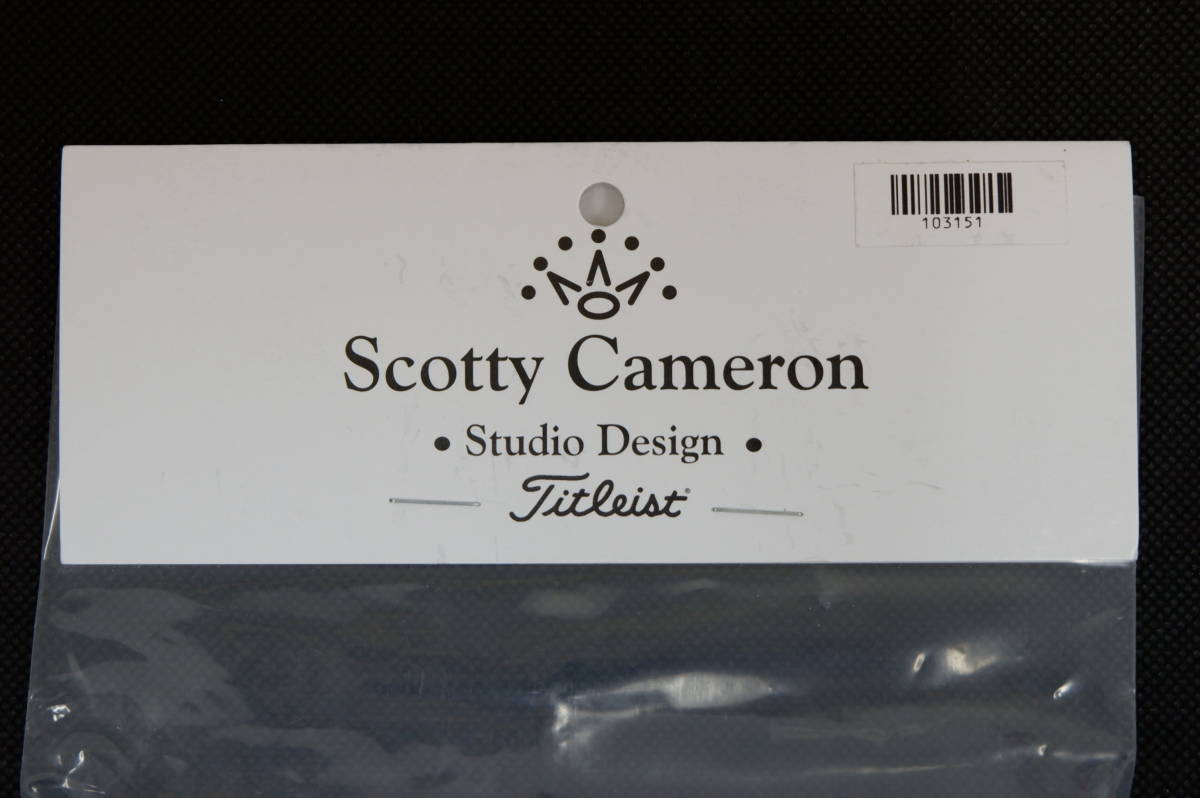 103151
Scotty Cameron
• Studio Design •
Titleist®